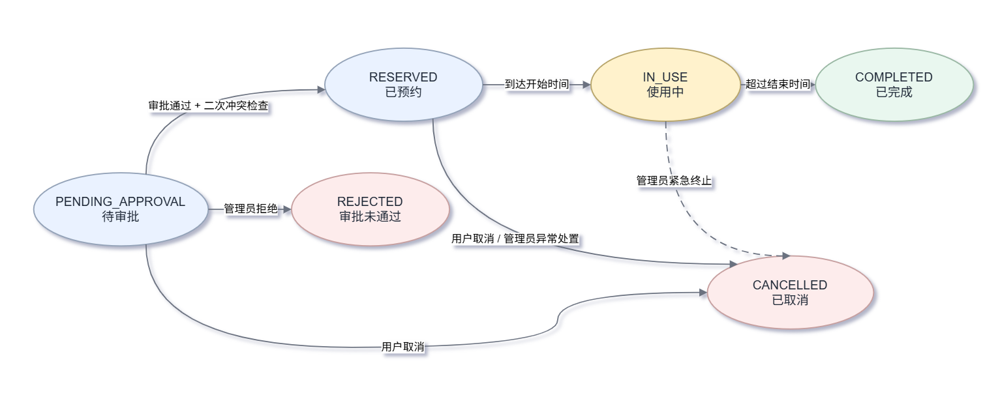 RESERVED
已预约
到达开始时间
IN_USE
使用中
超过结束时间
COMPLETED
已完成
审批通过 + 二次冲突检查
PENDING_APPROVAL
待审批
管理员拒绝
REJECTED
审批未通过
管理员紧急终止
用户取消 / 管理员异常处置
CANCELLED
已取消
用户取消